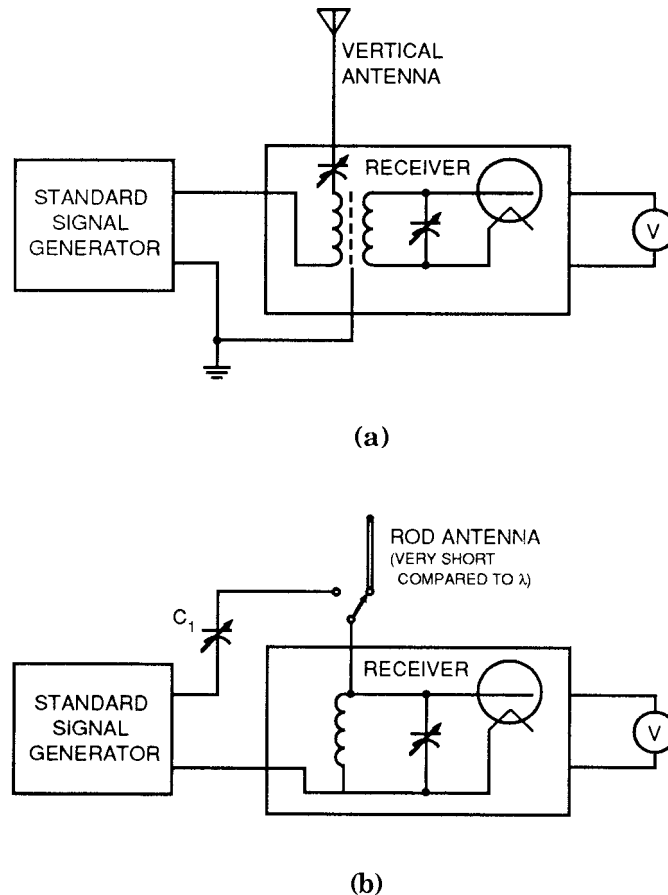 VERTICAL
ANTENNA
RECEIVER
STANDARD
SIGNAL
GENERATOR
V
(a)
ROD ANTENNA
(VERY SHORT
COMPARED TO λ)
C1
RECEIVER
STANDARD
SIGNAL
GENERATOR
V
(b)